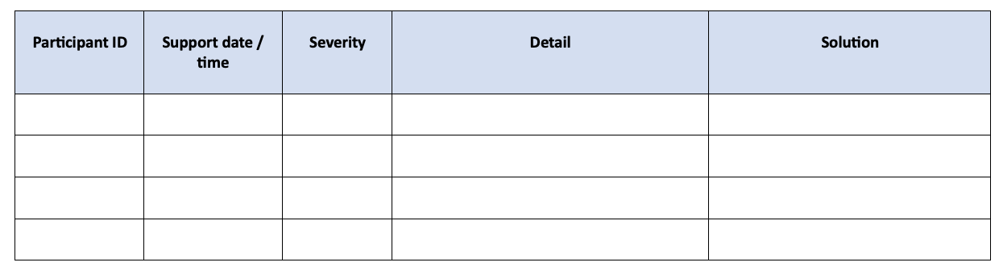 Participant ID
Support date /
time
Severity
Detail
Solution